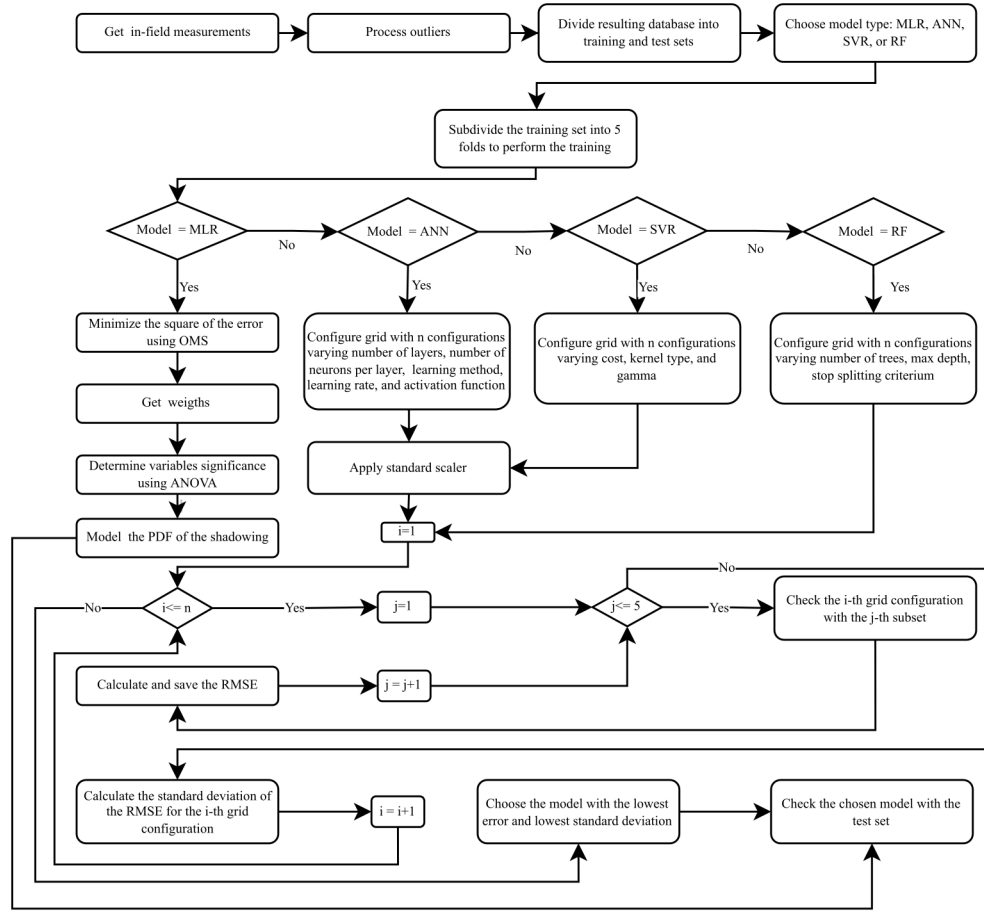 Get in-field measurements
Process outliers
Divide resulting database into
training and test sets
Choose model type: MLR, ANN,
SVR, or RF
Subdivide the training set into 5
folds to perform the training
Model = MLR
No
Model = ANN
No
Model = SVR
No
Model = RF
Yes
Yes
Yes
Yes
Minimize the square of the error
using OMS
Configure grid with n configurations
varying number of layers, number of
neurons per layer, learning method,
learning rate, and activation function
Configure grid with n configurations
varying cost, kernel type, and
gamma
Configure grid with n configurations
varying number of trees, max depth,
stop splitting criterium
Get weigths
Determine variables significance
using ANOVA
Apply standard scaler
Model the PDF of the shadowing
i=1
No
No
i<= n
Yes
j=1
j<= 5
Yes
Check the i-th grid configuration
with the j-th subset
Calculate and save the RMSE
j = j+1
Calculate the standard deviation of
the RMSE for the i-th grid
configuration
i = i+1
Choose the model with the lowest
error and lowest standard deviation
Check the chosen model with the
test set